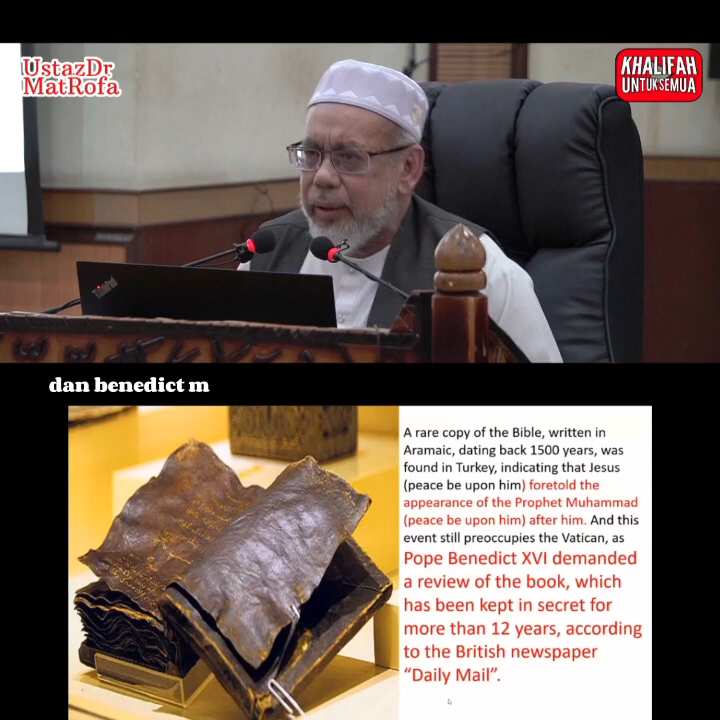 UstazDr
MatRofa
KHALIFAH
UNTUKSEMUA
dan benedict m
A rare copy of the Bible, written in
Aramaic, dating back 1500 years, was
found in Turkey, indicating that Jesus
(peace be upon him) foretold the
appearance of the Prophet Muhammad
(peace be upon him) after him. And this
event still preoccupies the Vatican, as
Pope Benedict XVI demanded
a review of the book, which
has been kept in secret for
more than 12 years, according
to the British newspaper
“Daily Mail”.